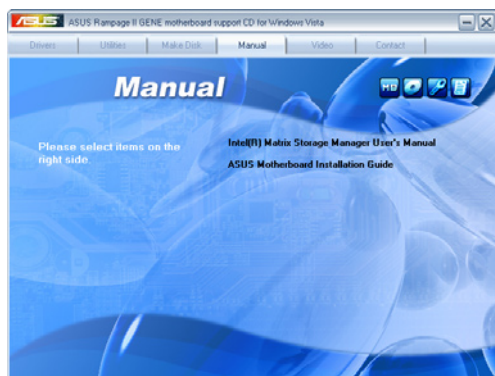 ASUS ASUS Rampage II GENE motherboard support CD for Windows Vista
Drivers Utilities Make Disk Manual Video Contact
Manual
Please select items on the right side
Intel(R) Matrix Storage Manager User's Manual
ASUS Motherboard Installation Guide